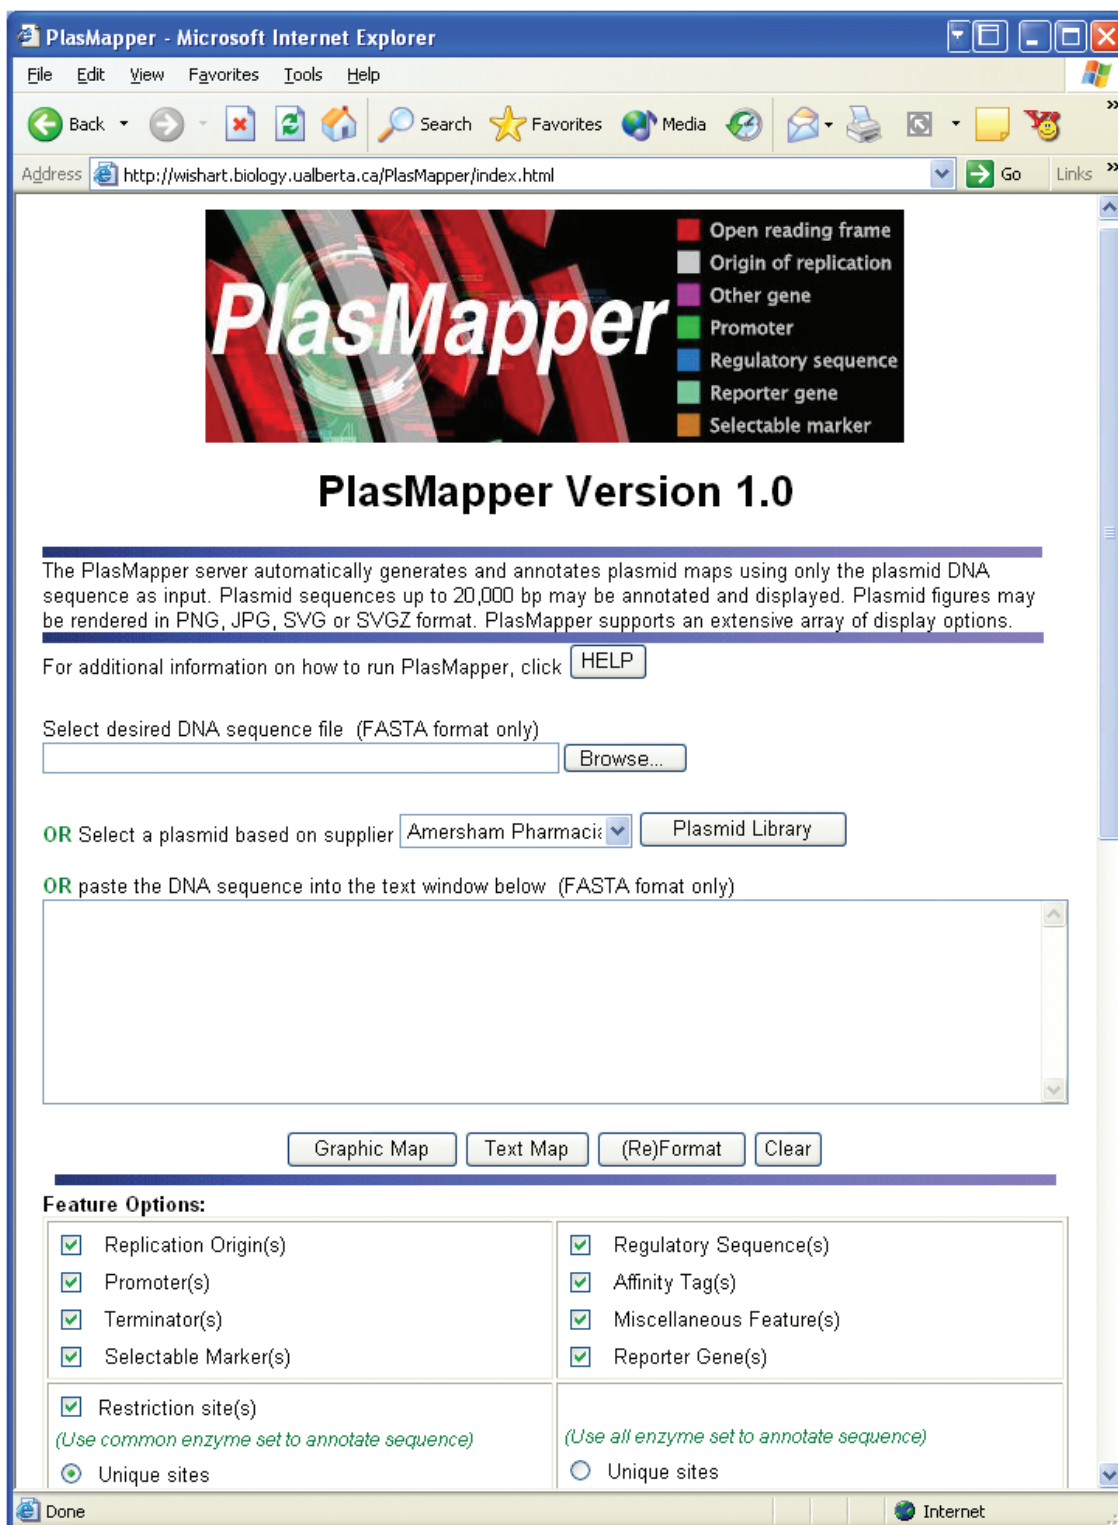 PlasMapper - Microsoft Internet Explorer
File Edit View Favorites Tools Help
Back Search Favorites Media »
Address http://wishart.biology.ualberta.ca/PlasMapper/index.html Go Links »
PlasMapper
Open reading frame
Origin of replication
Other gene
Promoter
Regulatory sequence
Reporter gene
Selectable marker
PlasMapper Version 1.0
The PlasMapper server automatically generates and annotates plasmid maps using only the plasmid DNA
sequence as input. Plasmid sequences up to 20,000 bp may be annotated and displayed. Plasmid figures may
be rendered in PNG, JPG, SVG or SVGZ format. PlasMapper supports an extensive array of display options.
For additional information on how to run PlasMapper, click HELP
Select desired DNA sequence file (FASTA format only)
Browse...
OR Select a plasmid based on supplier Amersham Pharmacia Plasmid Library
OR paste the DNA sequence into the text window below (FASTA fomat only)
Graphic Map Text Map (Re)Format Clear
Feature Options:
Replication Origin(s) Regulatory Sequence(s)
Promoter(s) Affinity Tag(s)
Terminator(s) Miscellaneous Feature(s)
Selectable Marker(s) Reporter Gene(s)
Restriction site(s)
(Use common enzyme set to annotate sequence) (Use all enzyme set to annotate sequence)
Unique sites Unique sites
Done Internet